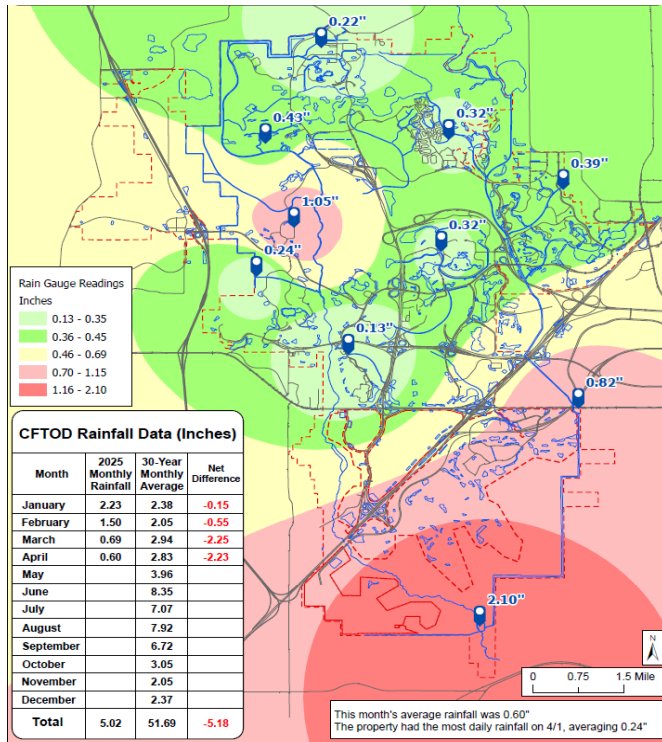 0.22"
0.43"
0.32"
0.39"
1.05"
0.32"
0.24"
0.13"
0.82"
2.10"
Rain Gauge Readings
Inches
0.13 - 0.35
0.36 - 0.45
0.46 - 0.69
0.70 - 1.15
1.16 - 2.10
CFTOD Rainfall Data (Inches)
Month 2025 Monthly Rainfall 30-Year Monthly Average Net Difference
January 2.23 2.38 -0.15
February 1.50 2.05 -0.55
March 0.69 2.94 -2.25
April 0.60 2.83 -2.23
May 3.96
June 8.35
July 7.07
August 7.92
September 6.72
October 3.05
November 2.05
December 2.37
Total 5.02 51.69 -5.18
N
0 0.75 1.5 Mile
This month's average rainfall was 0.60"
The property had the most daily rainfall on 4/1, averaging 0.24"